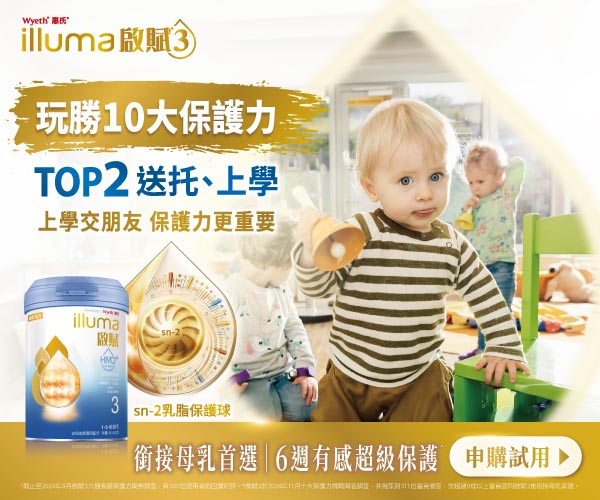 Wyeth® 惠氏®
illuma 啟賦3
玩勝10大保護力
TOP2 送托、上學
上學交朋友 保護力更重要
sn-2
sn-2乳脂保護球
Wyeth 惠氏
illuma
啟賦
HMO
3
銜接母乳首選 | 6週有感超級保護^
申購試用